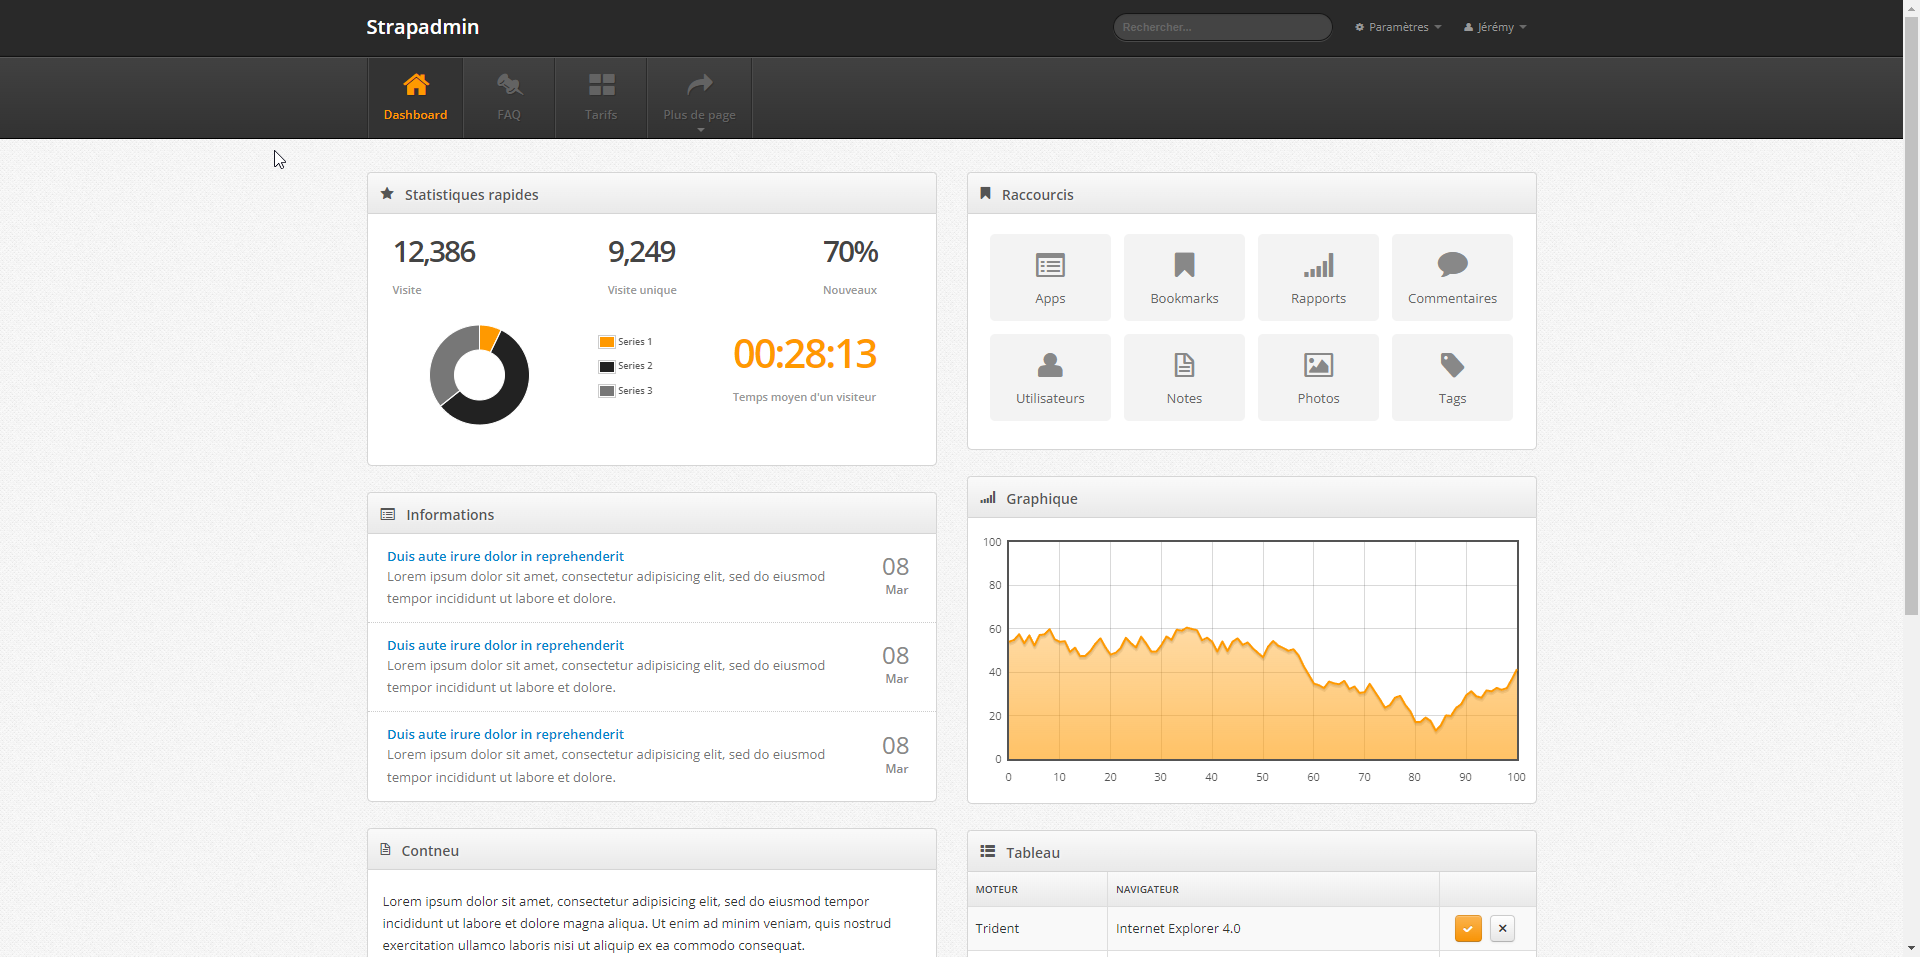 Strapadmin
Rechercher...
Paramètres
Jérémy
Dashboard
FAQ
Tarifs
Plus de page
Statistiques rapides
12,386
9,249
70%
Visite
Visite unique
Nouveaux
Series 1
Series 2
Series 3
00:28:13
Temps moyen d'un visiteur
Informations
Duis aute irure dolor in reprehenderit
Lorem ipsum dolor sit amet, consectetur adipisicing elit, sed do eiusmod
tempor incididunt ut labore et dolore.
08
Mar
Duis aute irure dolor in reprehenderit
Lorem ipsum dolor sit amet, consectetur adipisicing elit, sed do eiusmod
tempor incididunt ut labore et dolore.
08
Mar
Duis aute irure dolor in reprehenderit
Lorem ipsum dolor sit amet, consectetur adipisicing elit, sed do eiusmod
tempor incididunt ut labore et dolore.
08
Mar
Contneu
Lorem ipsum dolor sit amet, consectetur adipisicing elit, sed do eiusmod tempor
incididunt ut labore et dolore magna aliqua. Ut enim ad minim veniam, quis nostrud
exercitation ullamco laboris nisi ut aliquip ex ea commodo consequat.
Raccourcis
Apps
Bookmarks
Rapports
Commentaires
Utilisateurs
Notes
Photos
Tags
Graphique
100
80
60
40
20
0
0 10 20 30 40 50 60 70 80 90 100
Tableau
MOTEUR
NAVIGATEUR
Trident
Internet Explorer 4.0